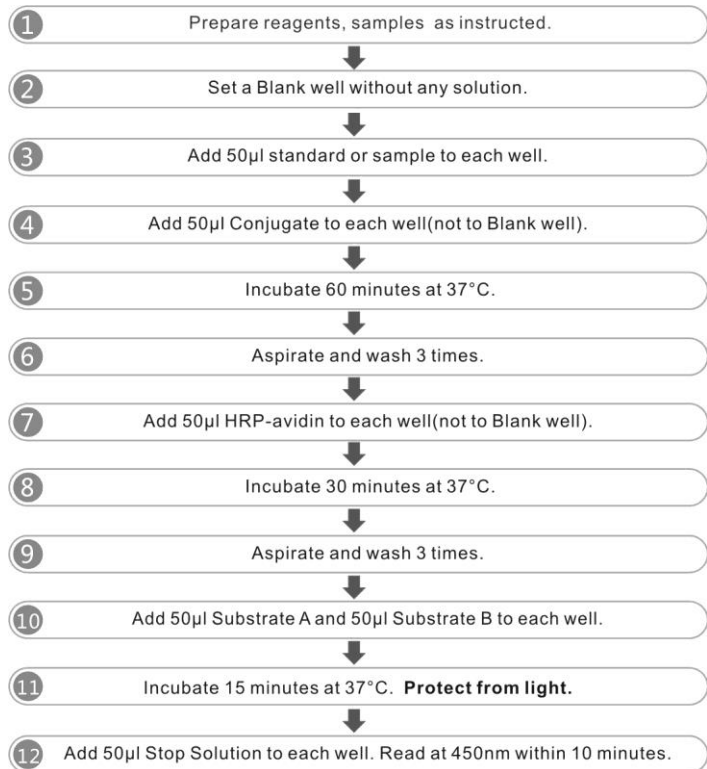 1 Prepare reagents, samples as instructed.
2 Set a Blank well without any solution.
3 Add 50μl standard or sample to each well.
4 Add 50μl Conjugate to each well(not to Blank well).
5 Incubate 60 minutes at 37°C.
6 Aspirate and wash 3 times.
7 Add 50μl HRP-avidin to each well(not to Blank well).
8 Incubate 30 minutes at 37°C.
9 Aspirate and wash 3 times.
10 Add 50μl Substrate A and 50μl Substrate B to each well.
11 Incubate 15 minutes at 37°C. Protect from light.
12 Add 50μl Stop Solution to each well. Read at 450nm within 10 minutes.